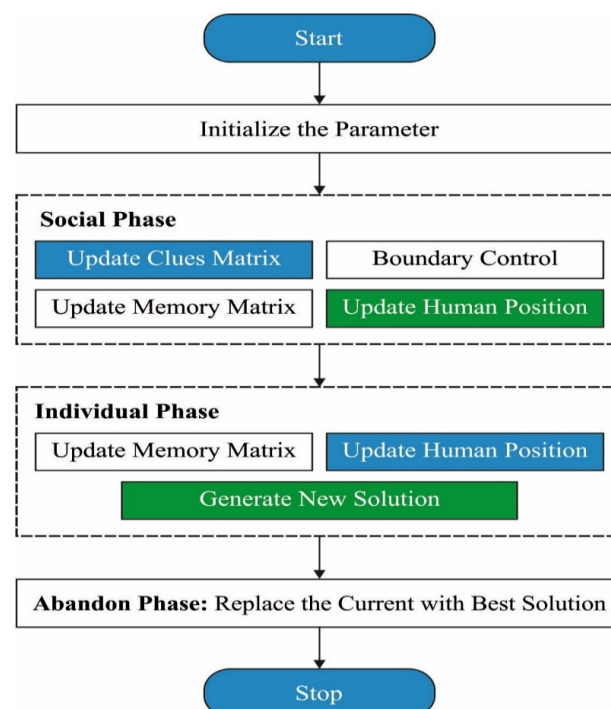 Start
Initialize the Parameter
Social Phase
Update Clues Matrix
Boundary Control
Update Memory Matrix
Update Human Position
Individual Phase
Update Memory Matrix
Update Human Position
Generate New Solution
Abandon Phase: Replace the Current with Best Solution
Stop